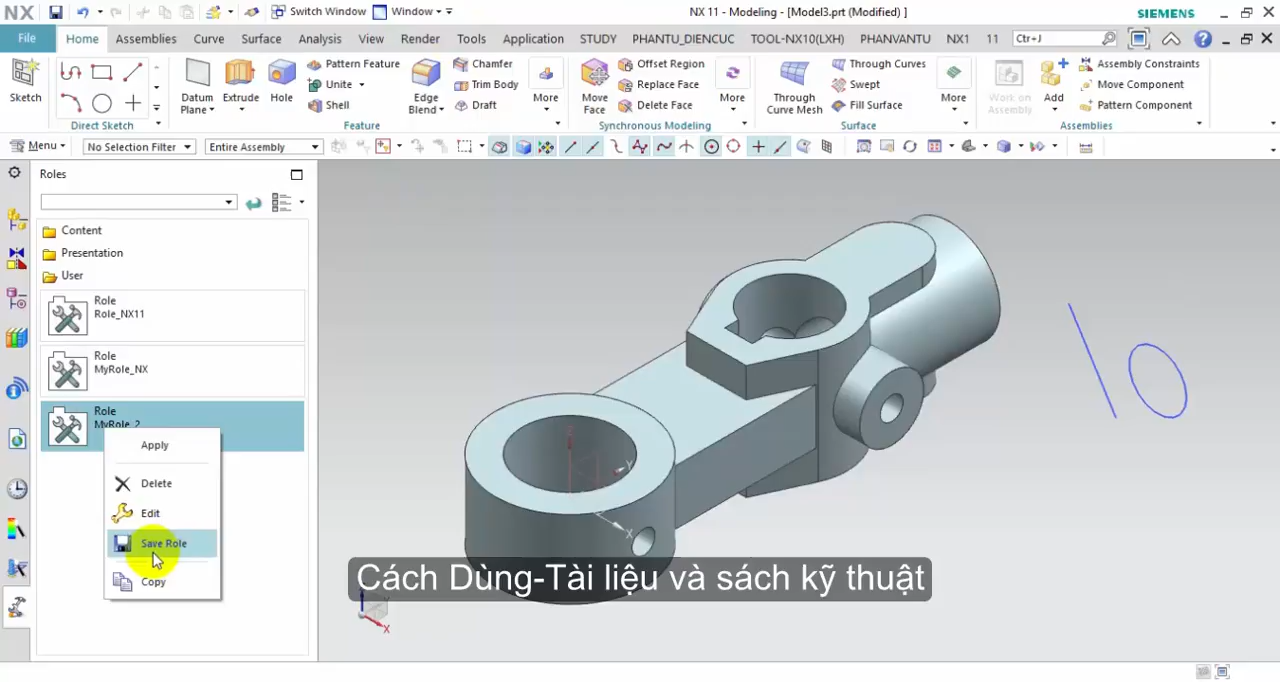 NX
Switch Window
Window
NX 11 - Modeling - [Model3.prt (Modified) ]
SIEMENS
File
Home
Assemblies
Curve
Surface
Analysis
View
Render
Tools
Application
STUDY
PHANTU_DIENCUC
TOOL-NX10(LXH)
PHANVANTU
NX1
11
Ctrl+J
Sketch
Direct Sketch
Datum Plane
Extrude
Hole
Pattern Feature
Unite
Shell
Edge Blend
Chamfer
Trim Body
Draft
More
Feature
Move Face
Offset Region
Replace Face
Delete Face
More
Synchronous Modeling
Through Curve Mesh
Through Curves
Swept
Fill Surface
More
Surface
Work on Assembly
Add
Assembly Constraints
Move Component
Pattern Component
Assemblies
Menu
No Selection Filter
Entire Assembly
Roles
Content
Presentation
User
Role
Role_NX11
Role
MyRole_NX
Role
MyRole_2
Apply
Delete
Edit
Save Role
Copy
10
Y
X
X
Cách Dùng-Tài liệu và sách kỹ thuật